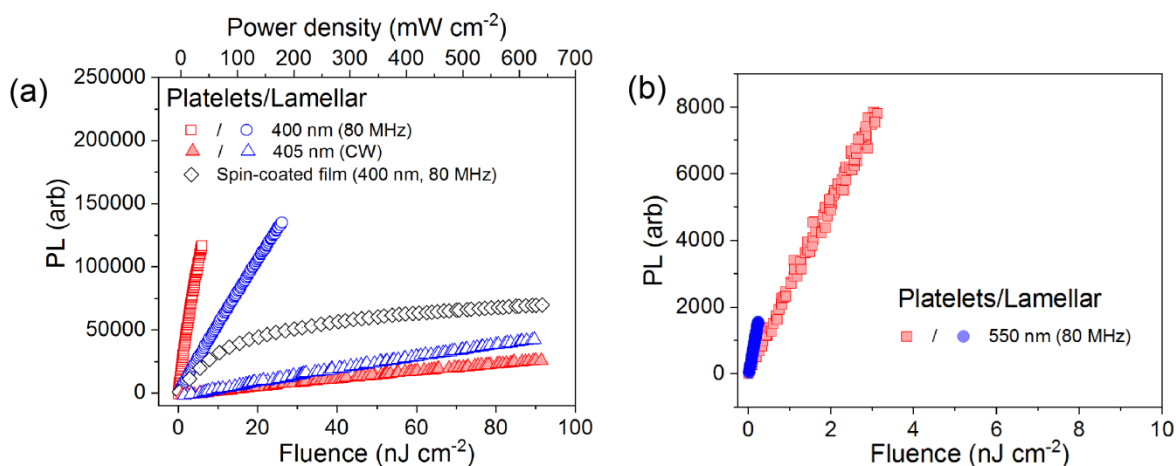 Power density (mW cm-2)
0 100 200 300 400 500 600 700
(a)
250000
200000
150000
100000
50000
0
PL (arb)
Platelets/Lamellar
/ 400 nm (80 MHz)
/ 405 nm (CW)
Spin-coated film (400 nm, 80 MHz)
0 20 40 60 80 100
Fluence (nJ cm-2)
(b)
8000
6000
4000
2000
0
PL (arb)
Platelets/Lamellar
/ 550 nm (80 MHz)
0 2 4 6 8 10
Fluence (nJ cm-2)